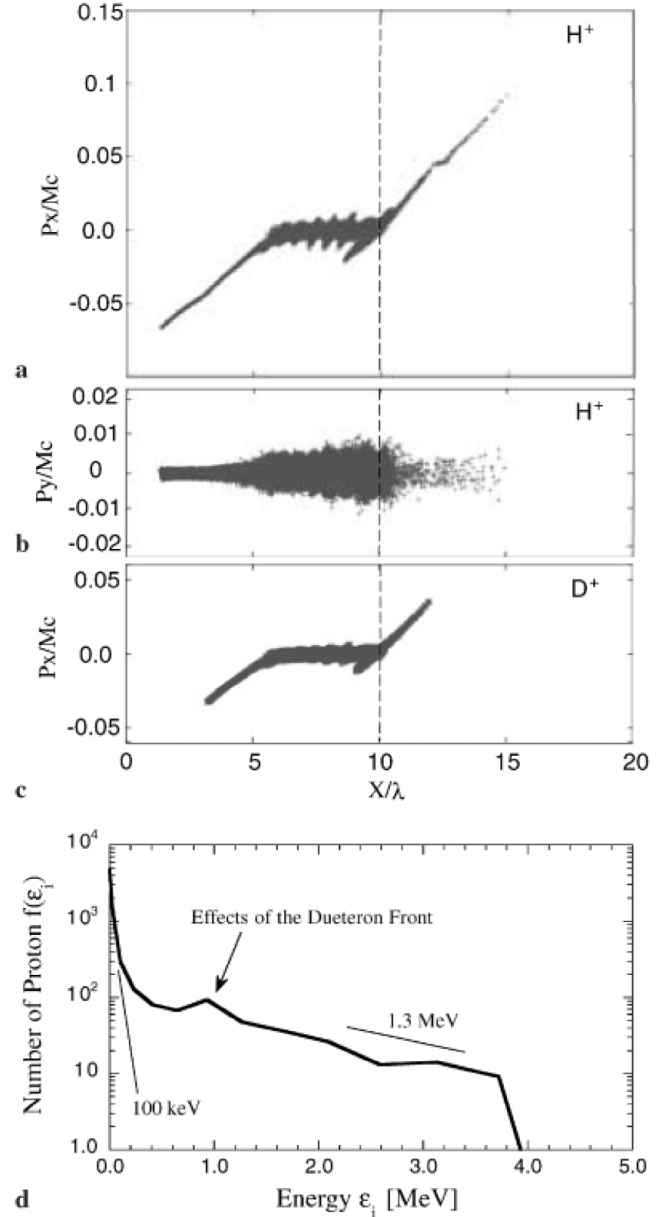 0.15
H+
0.1
0.05
Px/Mc
0.0
-0.05
a
0.02
H+
0.01
Py/Mc
0
-0.01
b
-0.02
0.05
D+
Px/Mc
0.0
-0.05
0 5 10 15 20
c
X/λ
10^4
Number of Proton f(ε_i)
10^3
Effects of the Dueteron Front
10^2
1.3 MeV
10
100 keV
1.0
0.0 1.0 2.0 3.0 4.0 5.0
d
Energy ε_i [MeV]